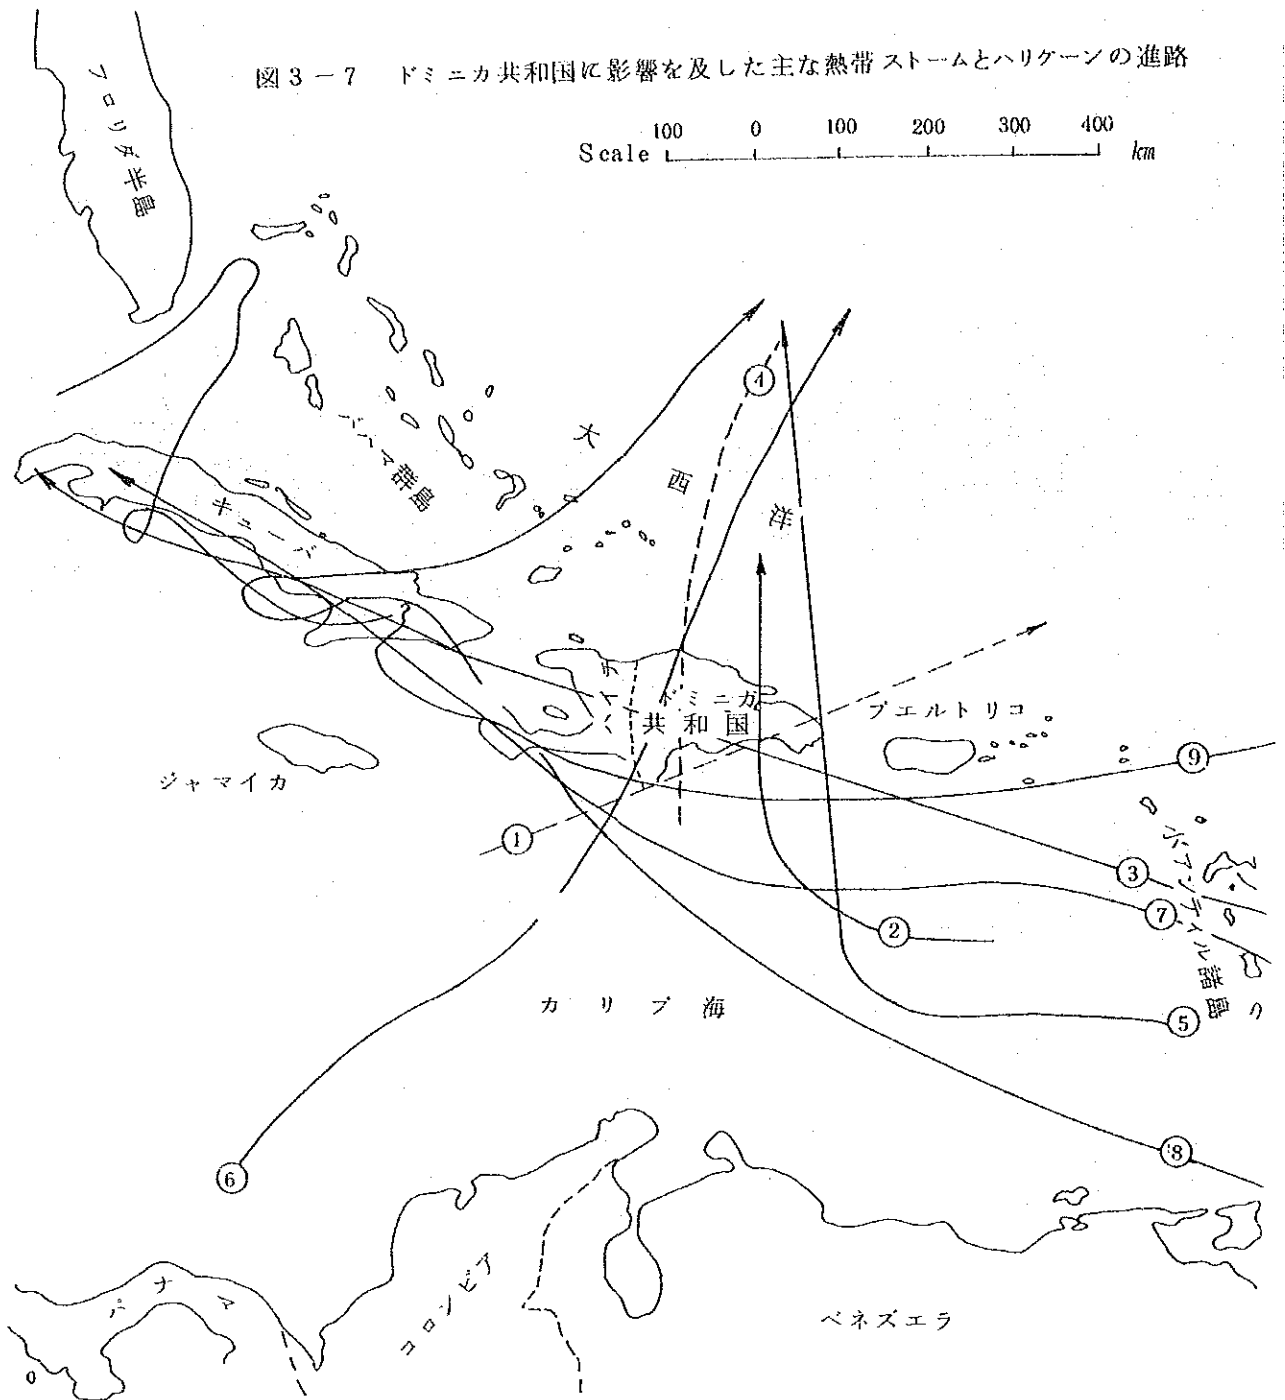 図3-7 ドミニカ共和国に影響を及した主な熱帯ストームとハリケーンの進路
100 0 100 200 300 400
Scale km
フロリダ半島
バハマ群島
大西洋
④
キューバ
ハイチ
ドミニカ
共和国
プエルトリコ
ジャマイカ
①
⑨
③
⑦
②
小アンティル諸島
カリブ海
⑤
⑥
⑧
パナマ
コロンビア
ベネズエラ